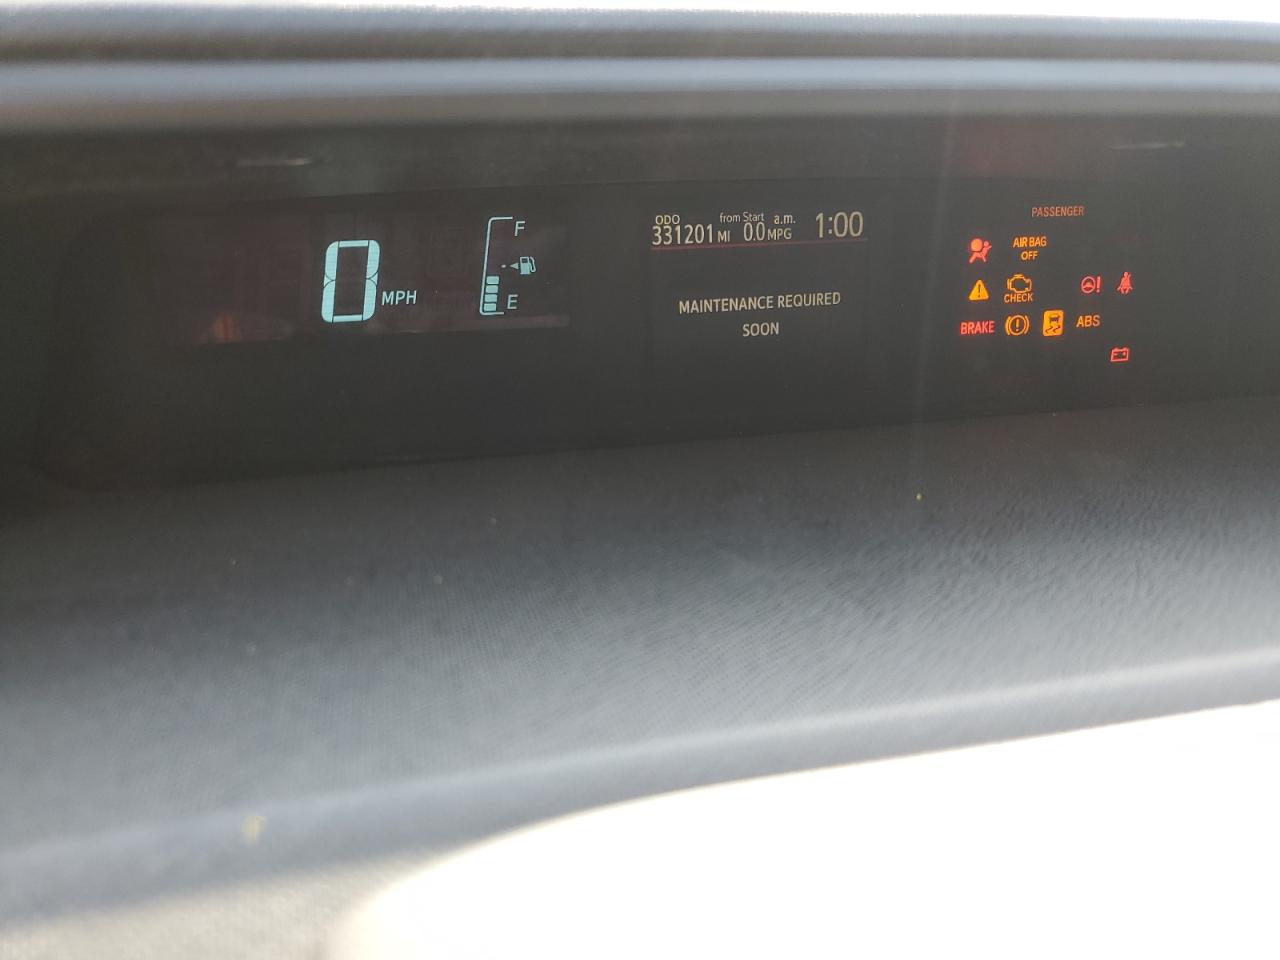 0 MPH
F
E
ODO from Start a.m.
331201 MI 0.0 MPG 1:00
MAINTENANCE REQUIRED
SOON
PASSENGER
AIR BAG
OFF
CHECK
BRAKE ABS